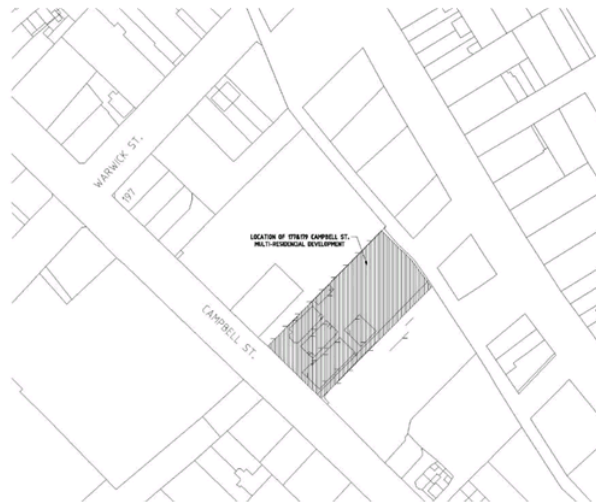 WARWICK ST.
197
LOCATION OF 177&179 CAMPBELL ST.
MULTI-RESIDENCIAL DEVELOPMENT
CAMPBELL ST.